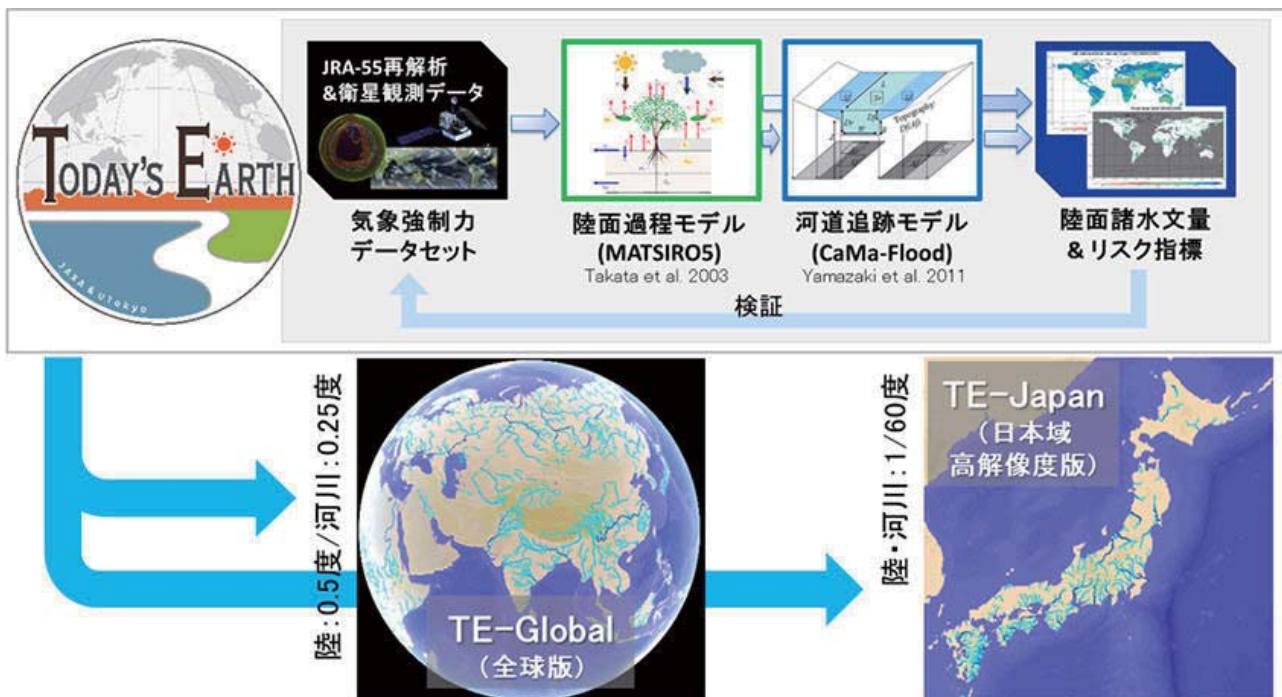 TODAY'S EARTH
JAXA & UTokyo
JRA-55再解析
&衛星観測データ
気象強制力
データセット
陸面過程モデル
(MATSIRO5)
Takata et al. 2003
河道追跡モデル
(CaMa-Flood)
Yamazaki et al. 2011
陸面諸水文量
&リスク指標
検証
陸:0.5度/河川:0.25度
TE-Global
(全球版)
陸・河川:1/60度
TE-Japan
(日本域
高解像度版)